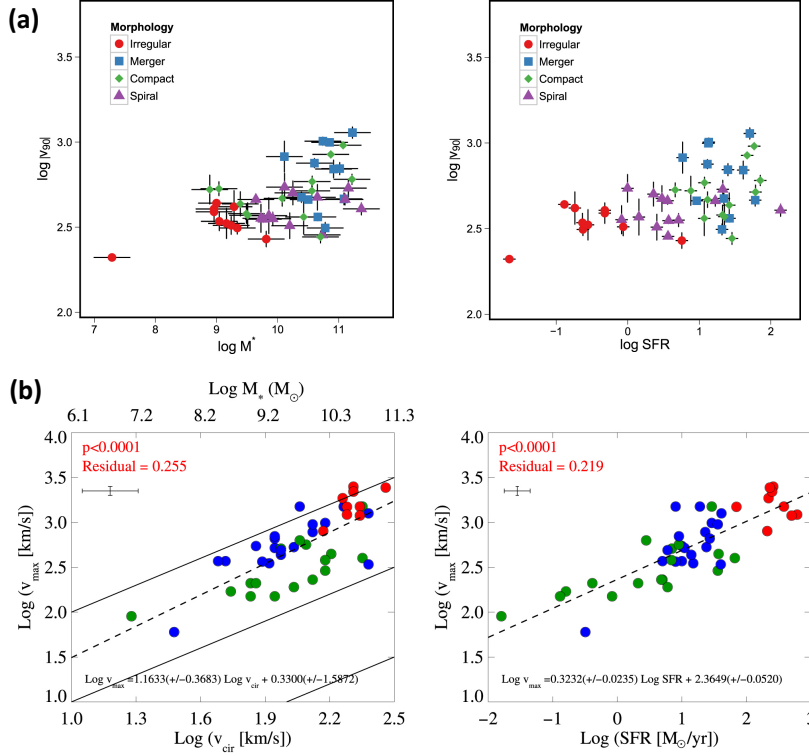 (a)
Morphology
Irregular
Merger
Compact
Spiral
3.5
3.0
2.5
2.0
log |v90|
7 8 9 10 11
log M*
Morphology
Irregular
Merger
Compact
Spiral
3.5
3.0
2.5
2.0
log |v90|
−1 0 1 2
log SFR
(b)
Log M* (M☉)
6.1 7.2 8.2 9.2 10.3 11.3
p<0.0001
Residual = 0.255
4.0
3.5
3.0
2.5
2.0
1.5
1.0
Log (vmax [km/s])
Log vmax =1.1633(+/−0.3683) Log vcir + 0.3300(+/−1.5872)
1.0 1.3 1.6 1.9 2.2 2.5
Log (vcir [km/s])
p<0.0001
Residual = 0.219
4.0
3.5
3.0
2.5
2.0
1.5
1.0
Log (vmax [km/s])
Log vmax =0.3232(+/−0.0235) Log SFR + 2.3649(+/−0.0520)
−2 −1 0 1 2 3
Log (SFR [M☉/yr])